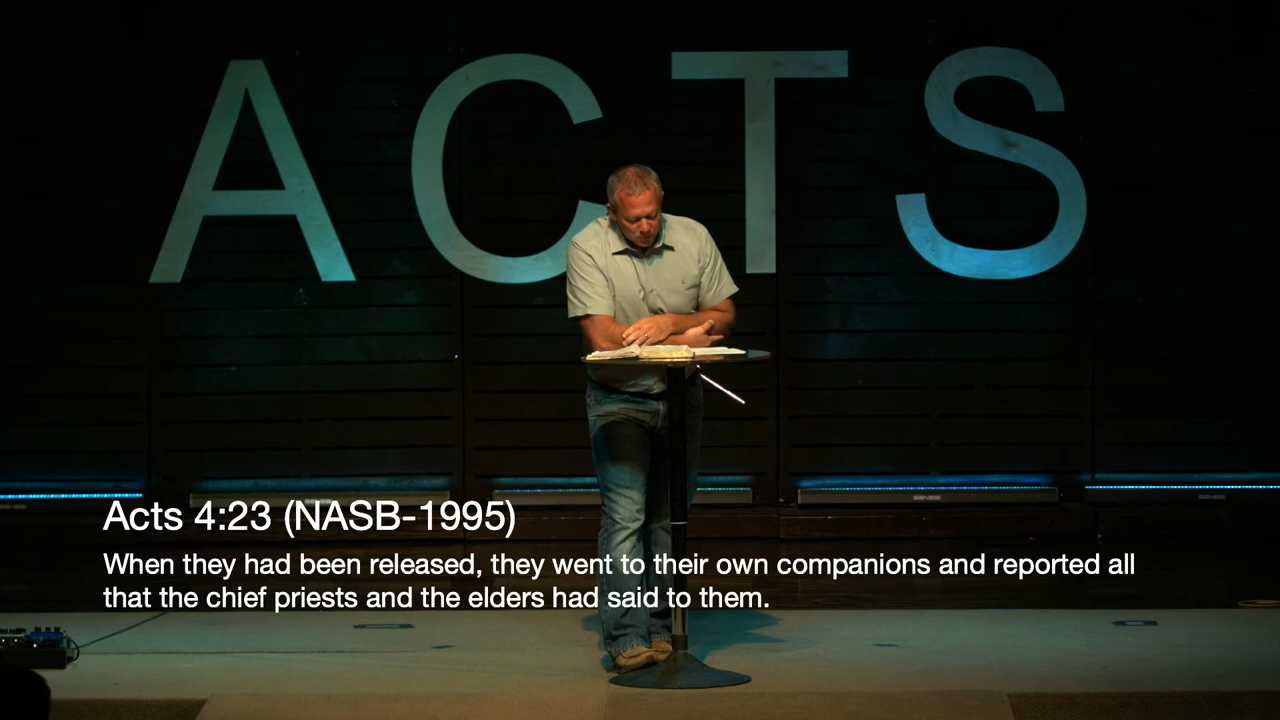 ACTS
Acts 4:23 (NASB-1995)
When they had been released, they went to their own companions and reported all
that the chief priests and the elders had said to them.